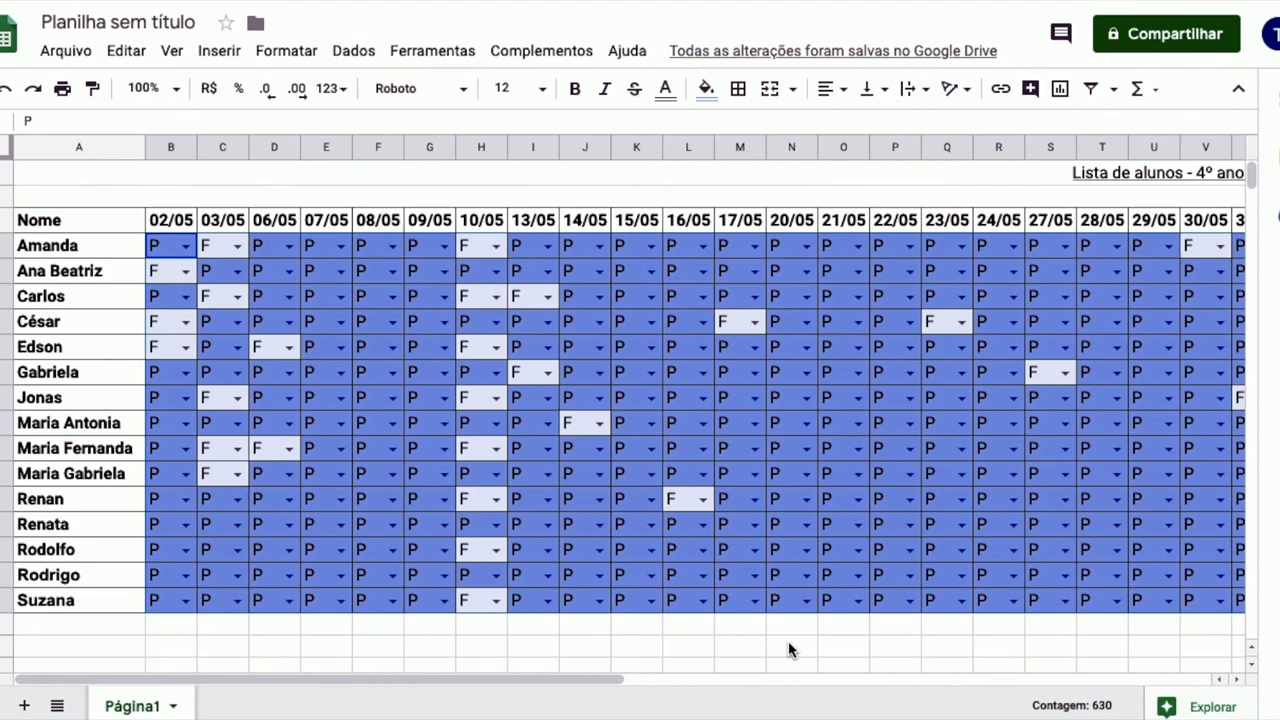 Planilha sem título
Arquivo Editar Ver Inserir Formatar Dados Ferramentas Complementos Ajuda Todas as alterações foram salvas no Google Drive
Compartilhar
T
100% R$ % .0 .00 123 Roboto 12 B I S A Σ
P
A B C D E F G H I J K L M N O P Q R S T U V
Lista de alunos - 4º ano
Nome 02/05 03/05 06/05 07/05 08/05 09/05 10/05 13/05 14/05 15/05 16/05 17/05 20/05 21/05 22/05 23/05 24/05 27/05 28/05 29/05 30/05 3
Amanda P F P P P P F P P P P P P P P P P P P P F P
Ana Beatriz F P P P P P P P P P P P P P P P P P P P P P
Carlos P F P P P P F F P P P P P P P P P P P P P P
César F P P P P P P P P P P F P P P F P P P P P P
Edson F P F P P P F P P P P P P P P P P P P P P P
Gabriela P P P P P P P F P P P P P P P P P F P P P P
Jonas P F P P P P F P P P P P P P P P P P P P P F
Maria Antonia P P P P P P P P F P P P P P P P P P P P P P
Maria Fernanda P F F P P P F P P P P P P P P P P P P P P P
Maria Gabriela P F P P P P P P P P P P P P P P P P P P P P
Renan P P P P P P F P P P F P P P P P P P P P P P
Renata P P P P P P P P P P P P P P P P P P P P P P
Rodolfo P P P P P P F P P P P P P P P P P P P P P P
Rodrigo P P P P P P P P P P P P P P P P P P P P P P
Suzana P P P P P P F P P P P P P P P P P P P P P P
Página1 Contagem: 630 Explorar